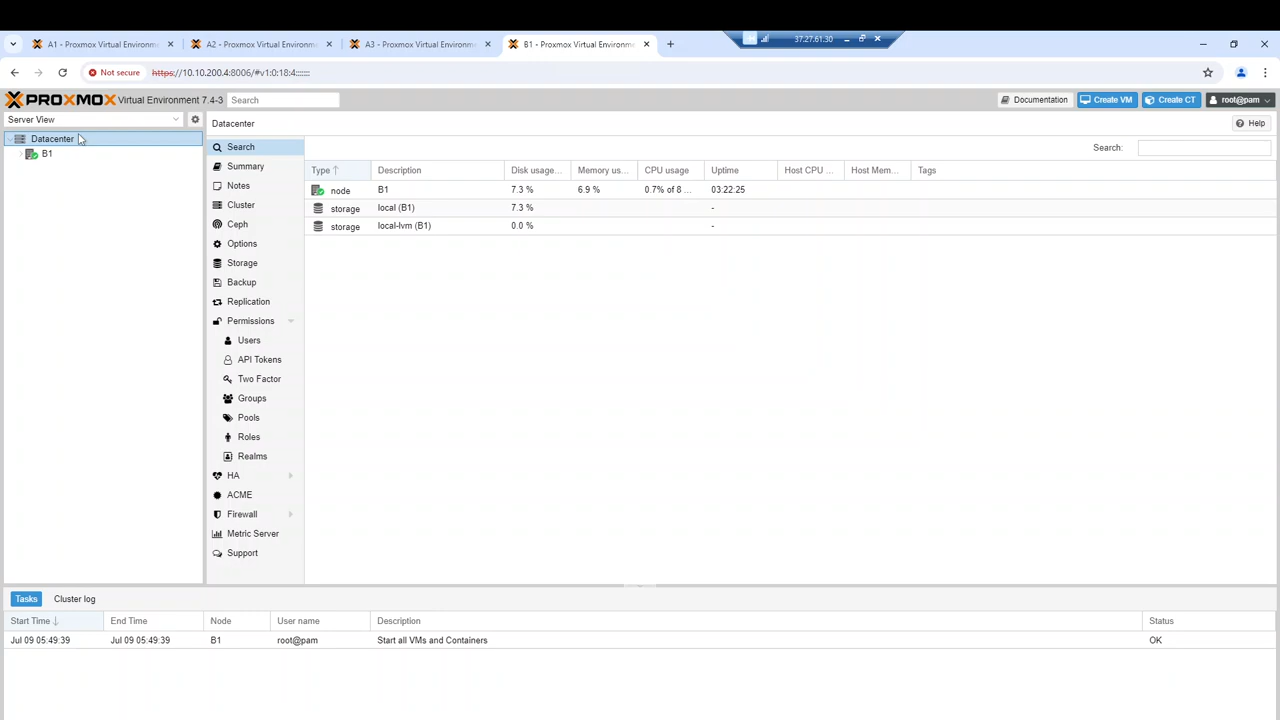 A1 - Proxmox Virtual Environm
A2 - Proxmox Virtual Environm
A3 - Proxmox Virtual Environm
B1 - Proxmox Virtual Environm
37.27.61.30
Not secure
https://10.10.200.4:8006/#v1:0:18:4:::::::
PROXMOX Virtual Environment 7.4-3
Search
Documentation
Create VM
Create CT
root@pam
Server View
Datacenter
B1
Datacenter
Help
Search
Summary
Notes
Cluster
Ceph
Options
Storage
Backup
Replication
Permissions
Users
API Tokens
Two Factor
Groups
Pools
Roles
Realms
HA
ACME
Firewall
Metric Server
Support
Search:
Type Description Disk usage... Memory us... CPU usage Uptime Host CPU ... Host Mem... Tags
node B1 7.3 % 6.9 % 0.7% of 8 ... 03:22:25
storage local (B1) 7.3 % -
storage local-lvm (B1) 0.0 % -
Tasks Cluster log
Start Time End Time Node User name Description Status
Jul 09 05:49:39 Jul 09 05:49:39 B1 root@pam Start all VMs and Containers OK